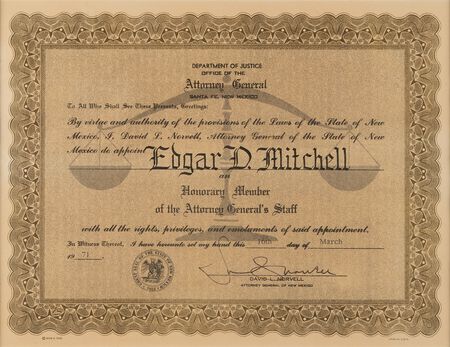 DEPARTMENT OF JUSTICE
OFFICE OF THE
Attorney General
SANTA FE, NEW MEXICO
To All Who Shall See These Presents, Greetings:
By virtue and authority of the provisions of the Laws of the State of New
Mexico, I, David L. Norvell, Attorney General of the State of New
Mexico do appoint Edgar D. Mitchell
an
Honorary Member
of the Attorney General's Staff
with all the rights, privileges, and emoluments of said appointment.
In Witness Thereof, I have hereunto set my hand this 16th day of March
19 71.
DAVID L. NORVELL
ATTORNEY GENERAL OF NEW MEXICO